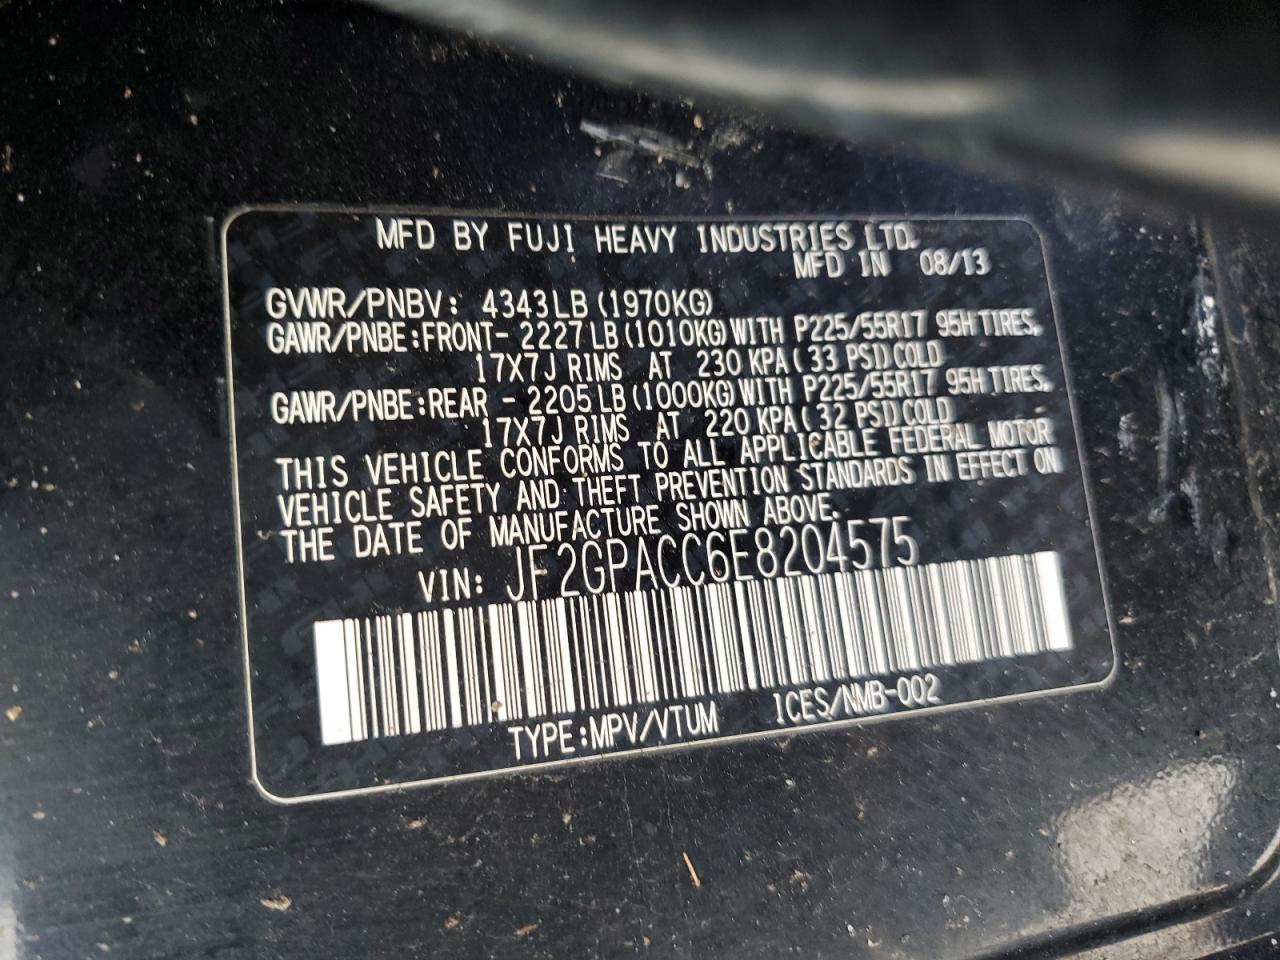 MFD BY FUJI HEAVY INDUSTRIES LTD.
MFD IN 08/13
GVWR/PNBV: 4343LB (1970KG)
GAWR/PNBE:FRONT- 2227LB(1010KG)WITH P225/55R17 95H TIRES.
17X7J RIMS AT 230 KPA(33 PSI)COLD
GAWR/PNBE:REAR - 2205LB(1000KG)WITH P225/55R17 95H TIRES.
17X7J RIMS AT 220 KPA(32 PSI)COLD
THIS VEHICLE CONFORMS TO ALL APPLICABLE FEDERAL MOTOR
VEHICLE SAFETY AND THEFT PREVENTION STANDARDS IN EFFECT ON
THE DATE OF MANUFACTURE SHOWN ABOVE.
VIN: JF2GPACC6E8204575
TYPE:MPV/VTUM ICES/NMB-002